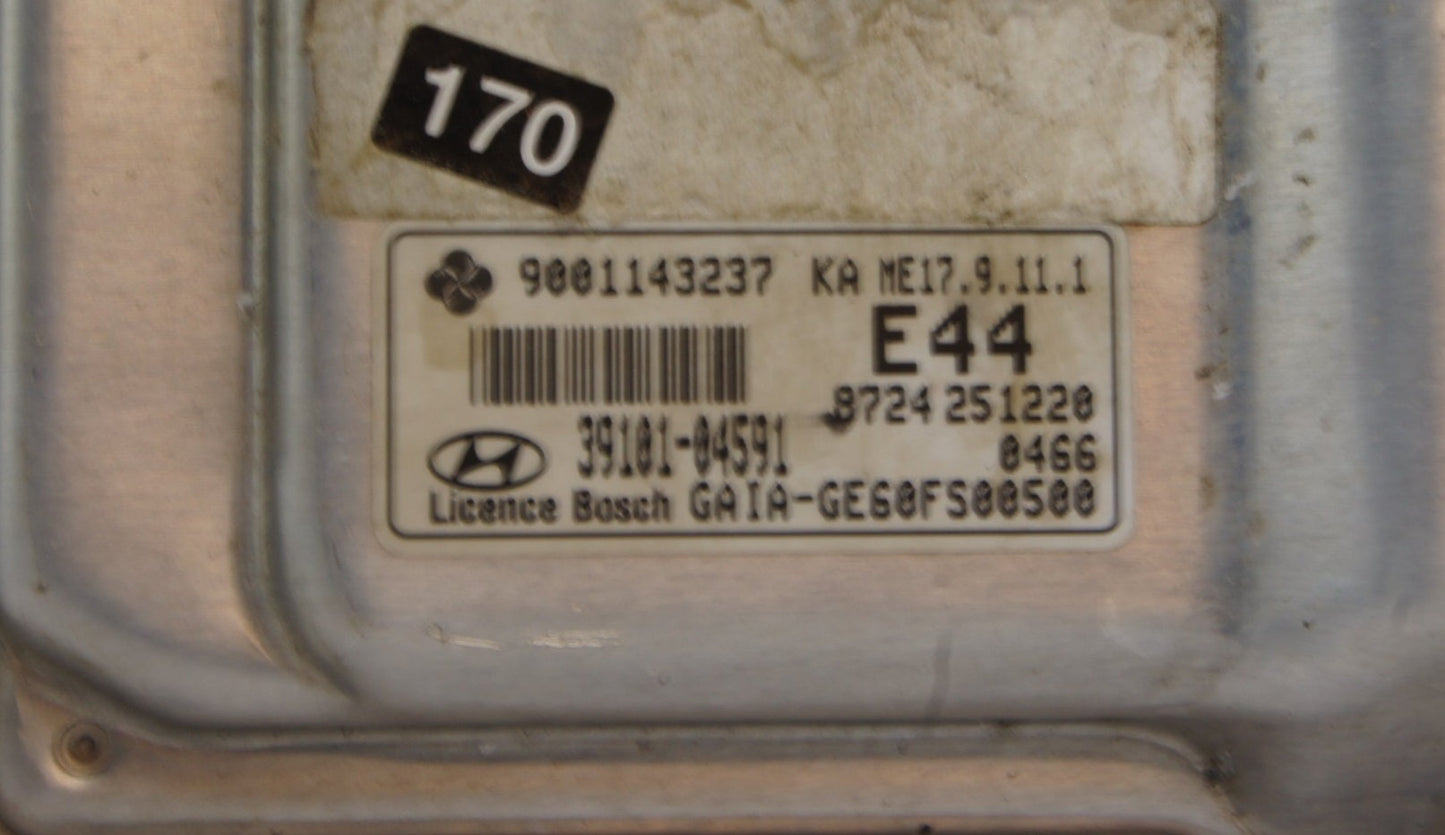 170
9001143237 KA ME17.9.11.1
E44
8724 251220
39101-04591
0466
Licence Bosch GAIA-GE60FS00500